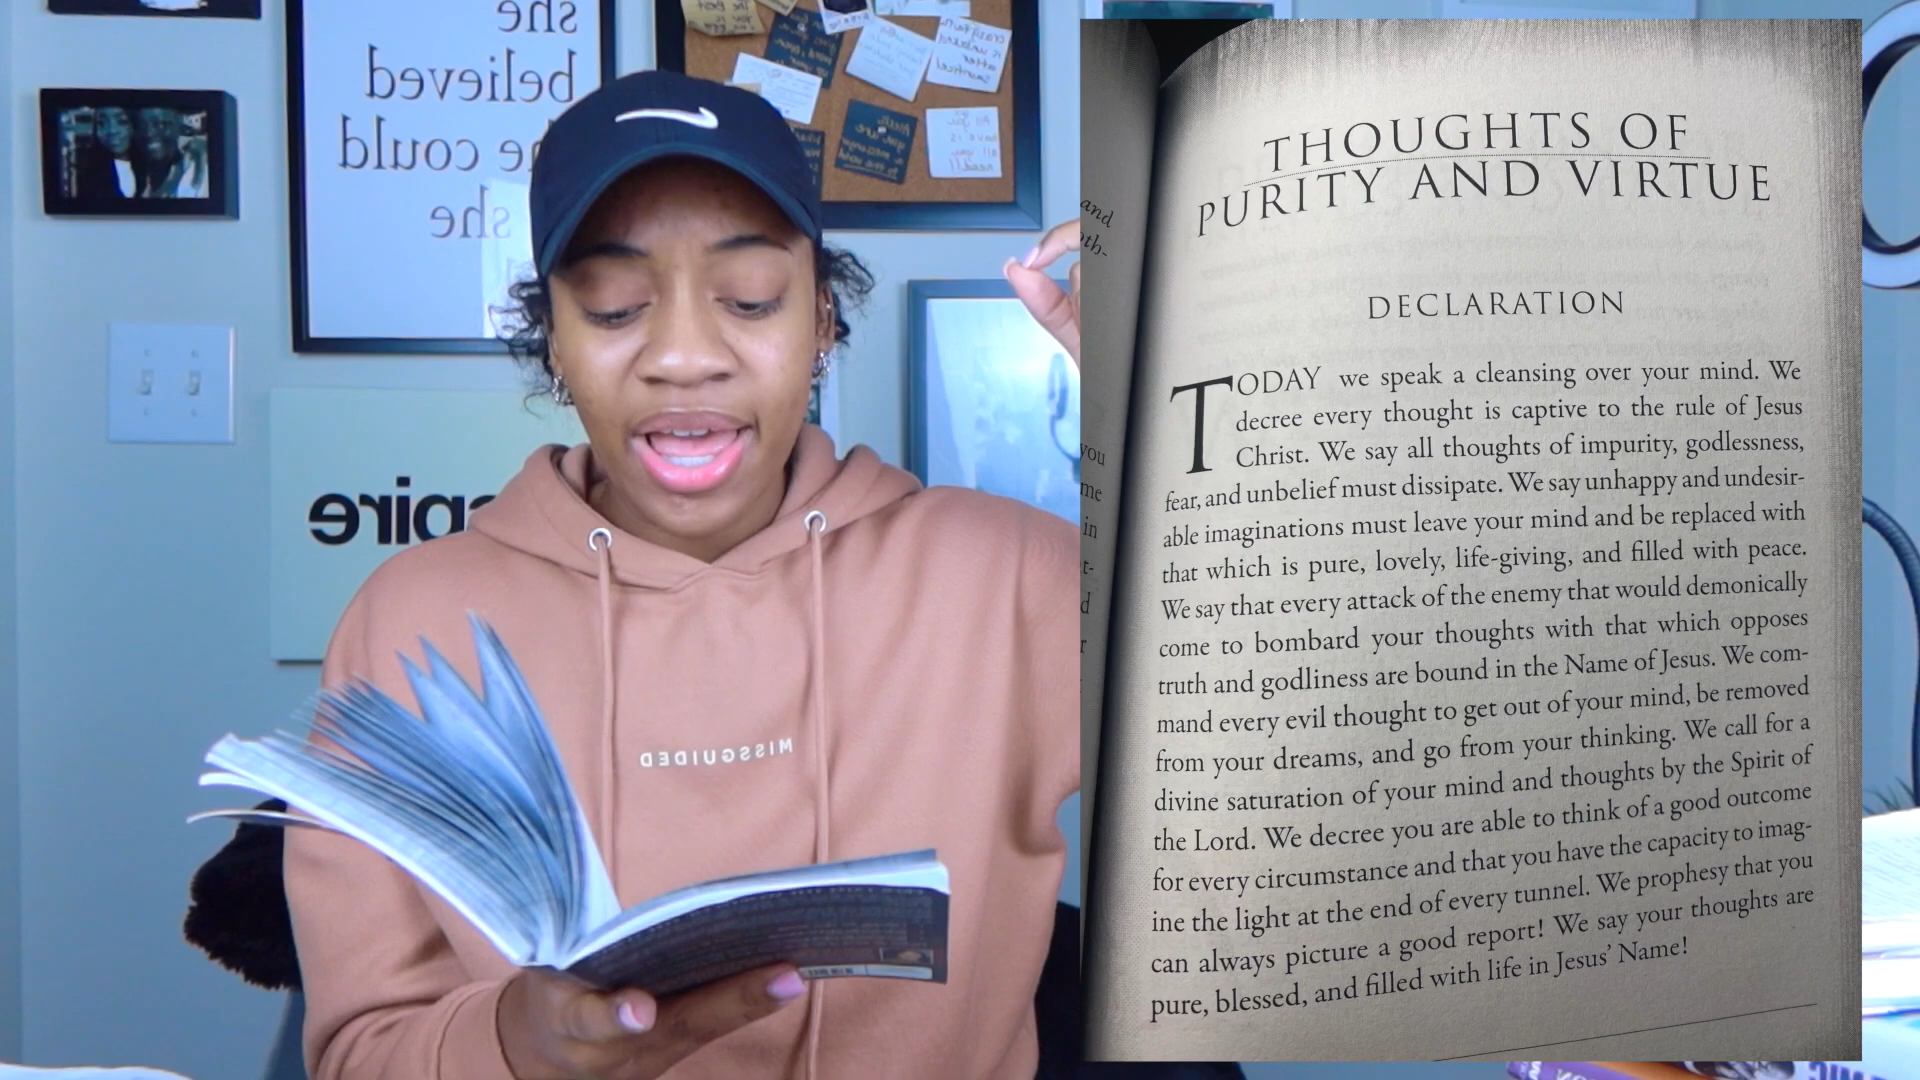 she
believed
she could
she
spire
MISSGUIDED
and
oth-
you
me
in
t-
d
r
THOUGHTS OF
PURITY AND VIRTUE
DECLARATION
TODAY we speak a cleansing over your mind. We
decree every thought is captive to the rule of Jesus
Christ. We say all thoughts of impurity, godlessness,
fear, and unbelief must dissipate. We say unhappy and undesir-
able imaginations must leave your mind and be replaced with
that which is pure, lovely, life-giving, and filled with peace.
We say that every attack of the enemy that would demonically
come to bombard your thoughts with that which opposes
truth and godliness are bound in the Name of Jesus. We com-
mand every evil thought to get out of your mind, be removed
from your dreams, and go from your thinking. We call for a
divine saturation of your mind and thoughts by the Spirit of
the Lord. We decree you are able to think of a good outcome
for every circumstance and that you have the capacity to imag-
ine the light at the end of every tunnel. We prophesy that you
can always picture a good report! We say your thoughts are
pure, blessed, and filled with life in Jesus' Name!